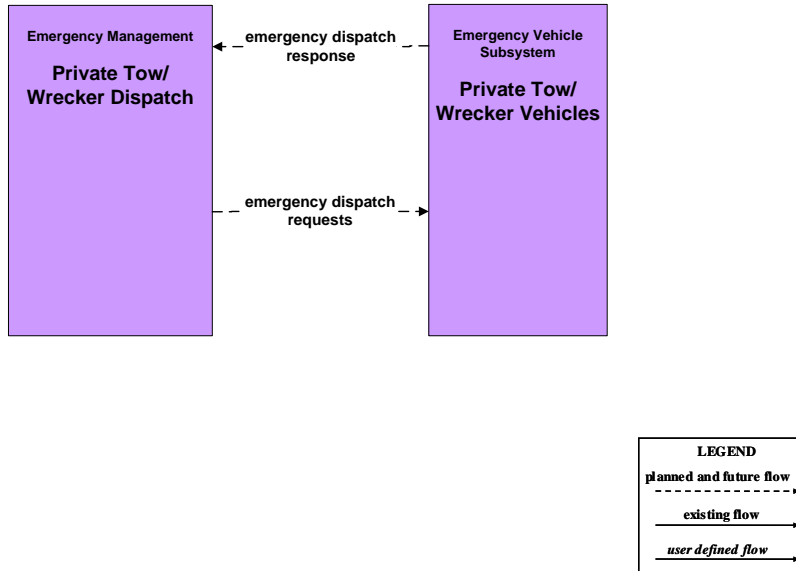 Emergency Management
Private Tow/
Wrecker Dispatch
emergency dispatch
response
Emergency Vehicle
Subsystem
Private Tow/
Wrecker Vehicles
emergency dispatch
requests
LEGEND
planned and future flow
existing flow
user defined flow